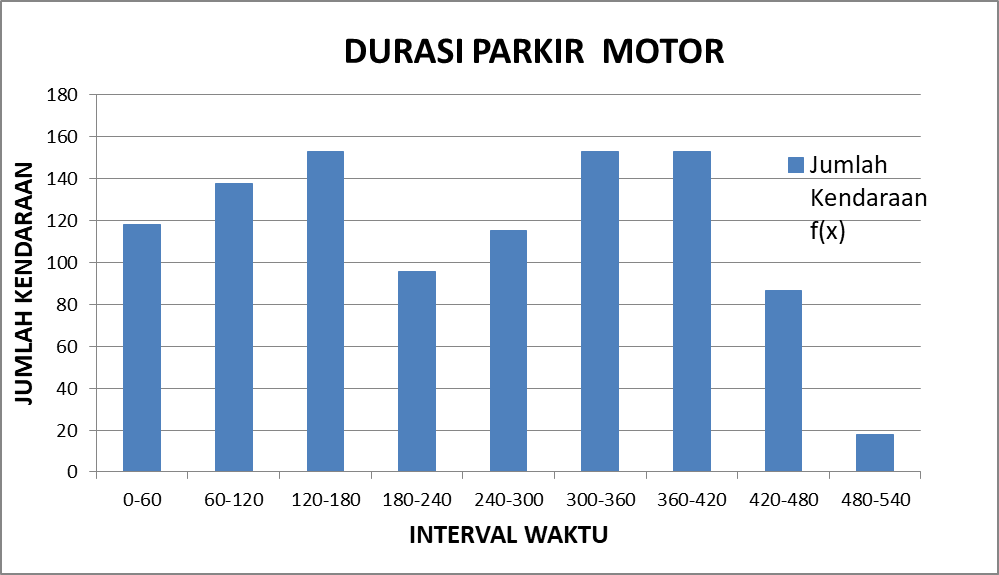 DURASI PARKIR  MOTOR
180
160
140
120
100
80
60
40
20
0
JUMLAH KENDARAAN
Jumlah
Kendaraan
f(x)
0-60 60-120 120-180 180-240 240-300 300-360 360-420 420-480 480-540
INTERVAL WAKTU